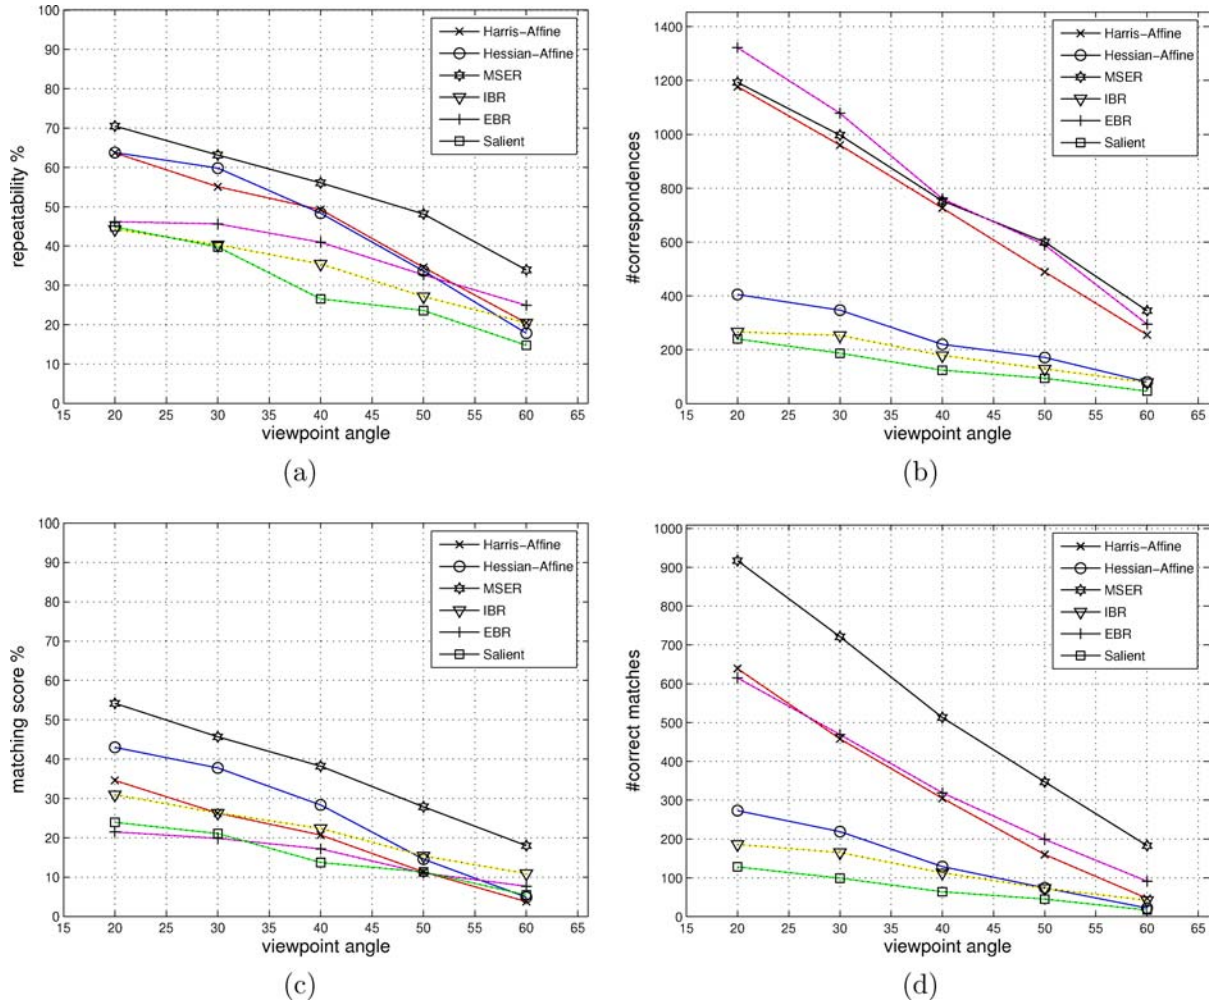 100
90
80
70
60
50
40
30
20
10
0
repeatability %
15 20 25 30 35 40 45 50 55 60 65
viewpoint angle
Harris-Affine
Hessian-Affine
MSER
IBR
EBR
Salient
(a)
1400
1200
1000
800
600
400
200
0
#correspondences
15 20 25 30 35 40 45 50 55 60 65
viewpoint angle
Harris-Affine
Hessian-Affine
MSER
IBR
EBR
Salient
(b)
100
90
80
70
60
50
40
30
20
10
0
matching score %
15 20 25 30 35 40 45 50 55 60 65
viewpoint angle
Harris-Affine
Hessian-Affine
MSER
IBR
EBR
Salient
(c)
1000
900
800
700
600
500
400
300
200
100
0
#correct matches
15 20 25 30 35 40 45 50 55 60 65
viewpoint angle
Harris-Affine
Hessian-Affine
MSER
IBR
EBR
Salient
(d)